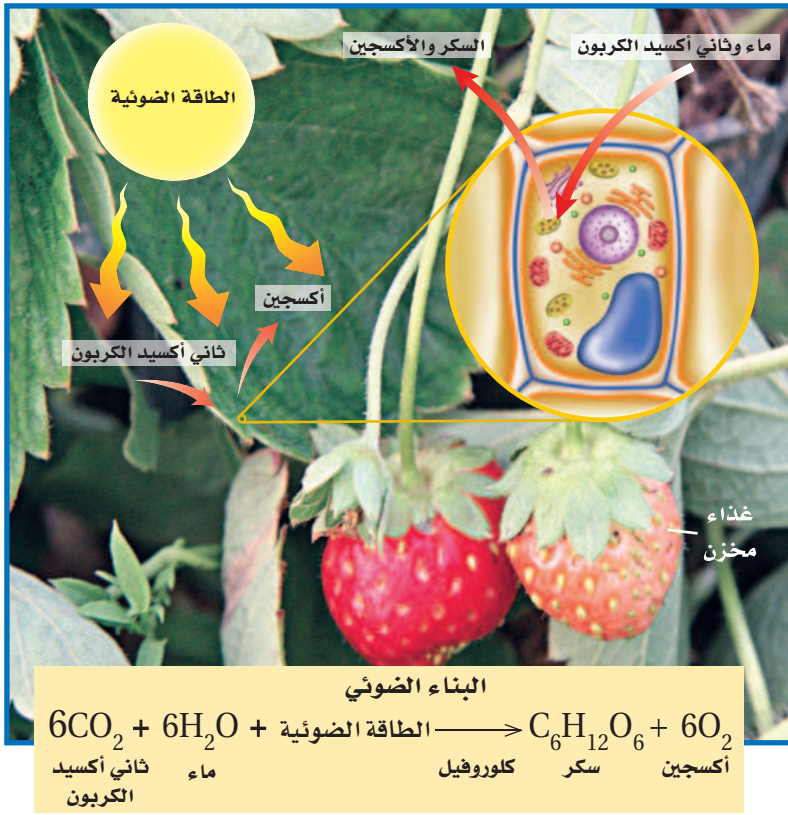 السكر والأكسجين
ماء وثاني أكسيد الكربون
الطاقة الضوئية
أكسجين
ثاني أكسيد الكربون
غذاء
مخزن
البناء الضوئي
6CO₂ + 6H₂O + الطاقة الضوئية ⟶ C₆H₁₂O₆ + 6O₂
ثاني أكسيد
الكربون
ماء
كلوروفيل
سكر
أكسجين